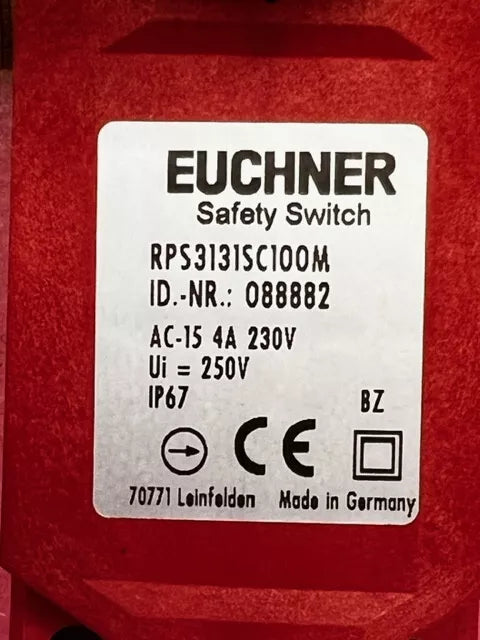 EUCHNER
Safety Switch
RPS3131SC100M
ID.-NR.: 088882
AC-15 4A 230V
Ui = 250V
IP67 BZ
CE
70771 Leinfelden Made in Germany